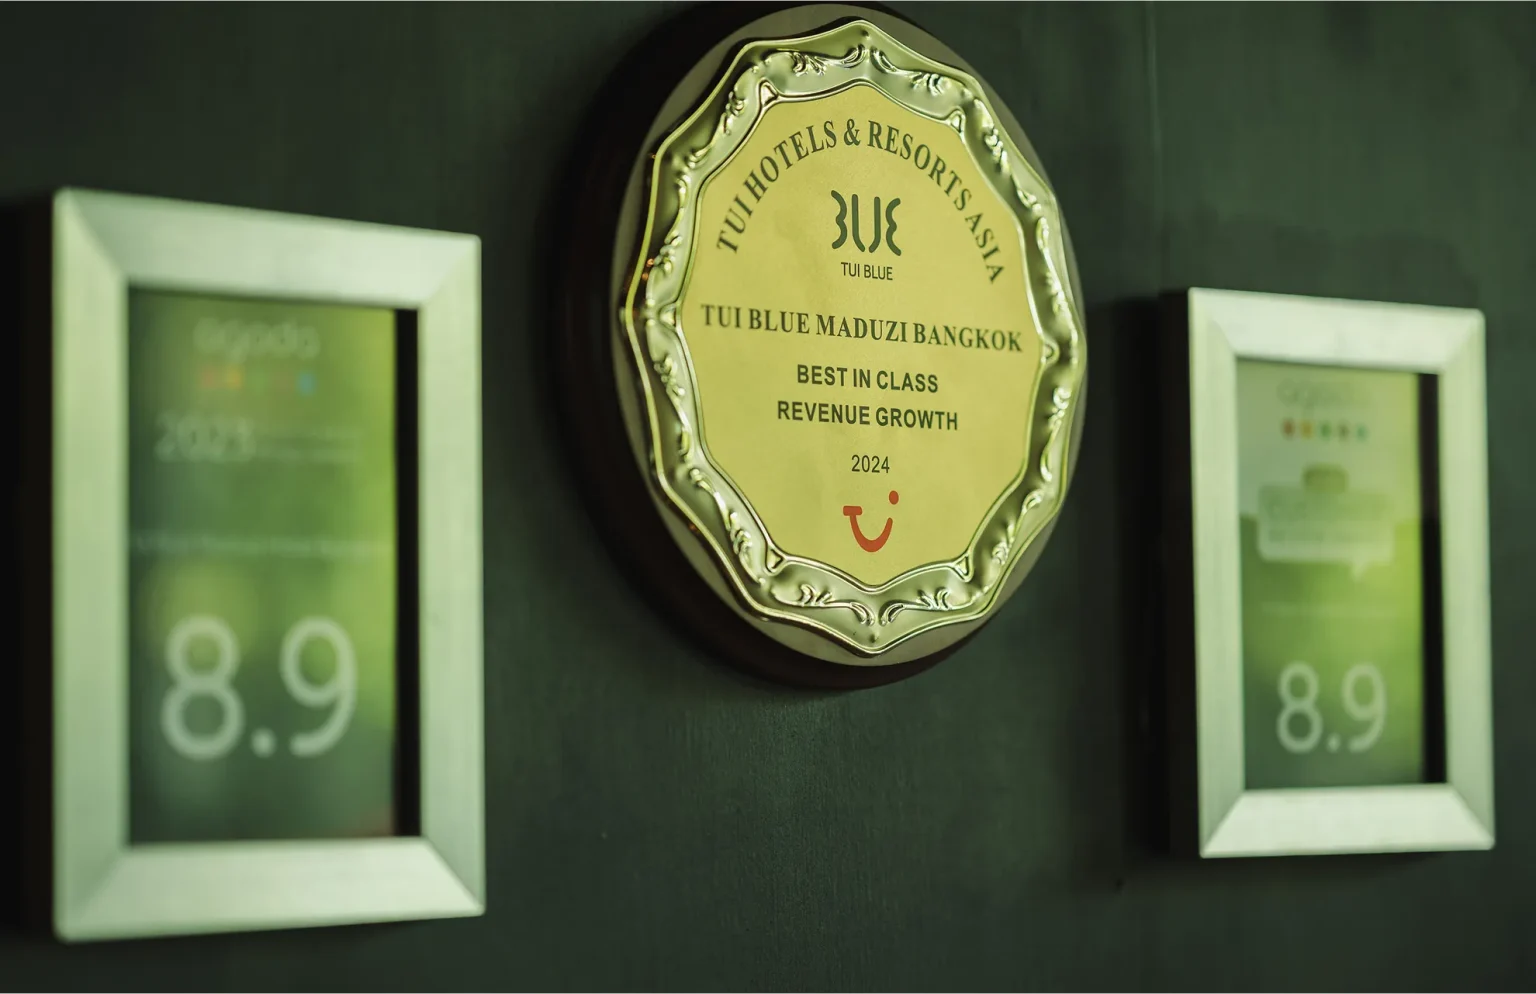 agoda
2023
8.9
TUI HOTELS & RESORTS ASIA
BLUE
TUI BLUE
TUI BLUE MADUZI BANGKOK
BEST IN CLASS
REVENUE GROWTH
2024
agoda
8.9